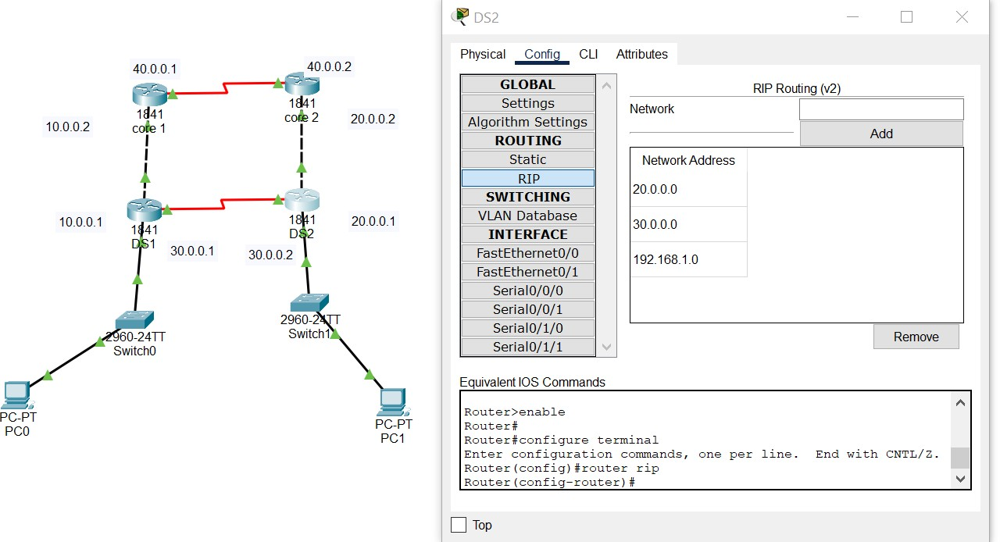 40.0.0.1
40.0.0.2
1841
core 1
1841
core 2
10.0.0.2
20.0.0.2
10.0.0.1
1841
DS1
1841
DS2
20.0.0.1
30.0.0.1
30.0.0.2
2960-24TT
Switch0
2960-24TT
Switch1
PC-PT
PC0
PC-PT
PC1
DS2
Physical Config CLI Attributes
GLOBAL
Settings
Algorithm Settings
ROUTING
Static
RIP
SWITCHING
VLAN Database
INTERFACE
FastEthernet0/0
FastEthernet0/1
Serial0/0/0
Serial0/0/1
Serial0/1/0
Serial0/1/1
RIP Routing (v2)
Network
Add
Network Address
20.0.0.0
30.0.0.0
192.168.1.0
Remove
Equivalent IOS Commands
Router>enable
Router#
Router#configure terminal
Enter configuration commands, one per line. End with CNTL/Z.
Router(config)#router rip
Router(config-router)#
Top